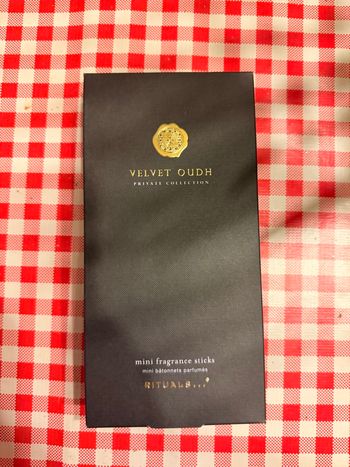 VELVET OUDH
PRIVATE COLLECTION
mini fragrance sticks
mini bâtonnets parfumés
RITUALS...